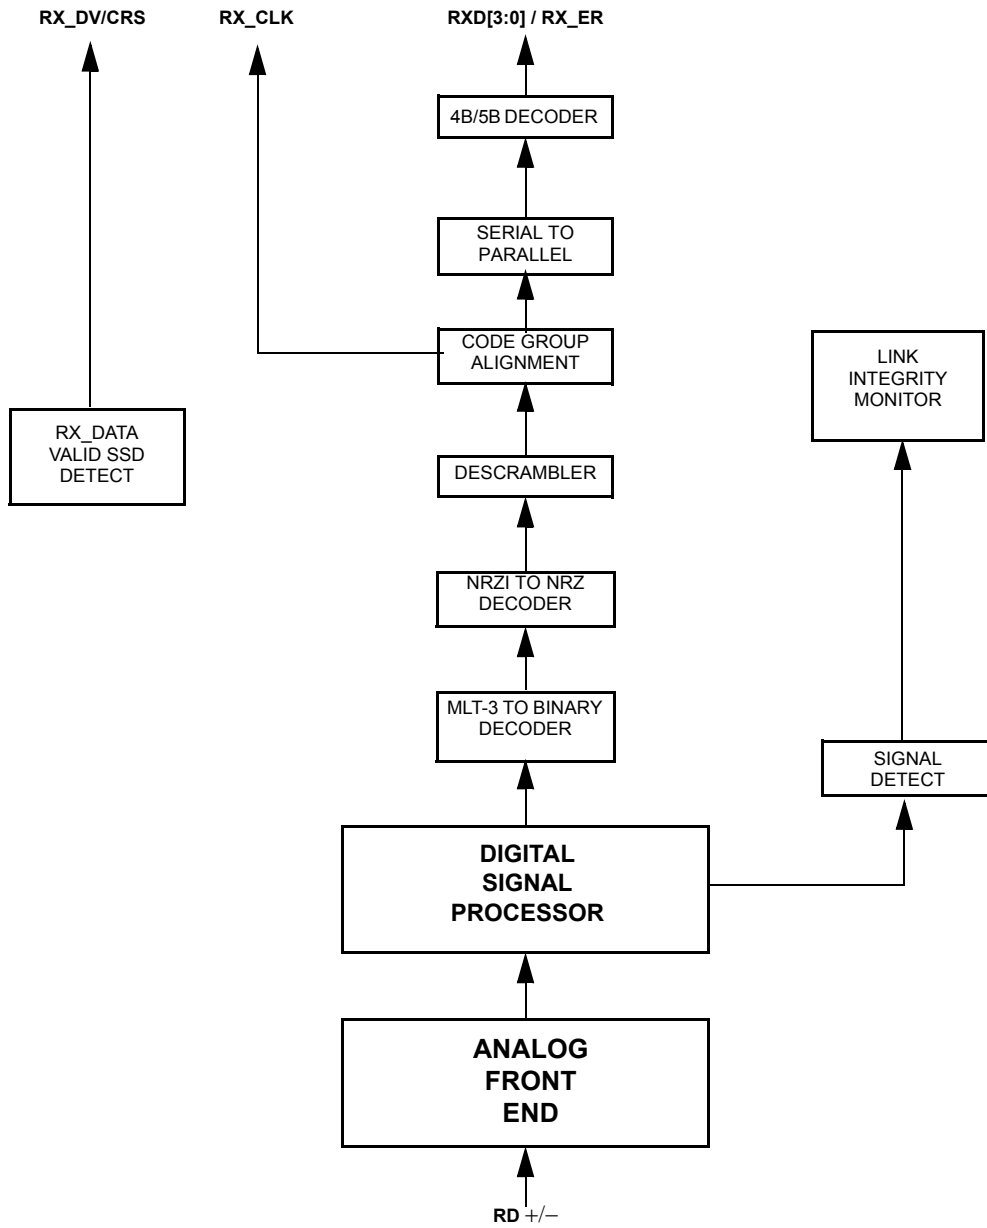 RX_DV/CRS
RX_CLK
RXD[3:0] / RX_ER
4B/5B DECODER
SERIAL TO
PARALLEL
CODE GROUP
ALIGNMENT
LINK
INTEGRITY
MONITOR
RX_DATA
VALID SSD
DETECT
DESCRAMBLER
NRZI TO NRZ
DECODER
MLT-3 TO BINARY
DECODER
SIGNAL
DETECT
DIGITAL
SIGNAL
PROCESSOR
ANALOG
FRONT
END
RD +/−